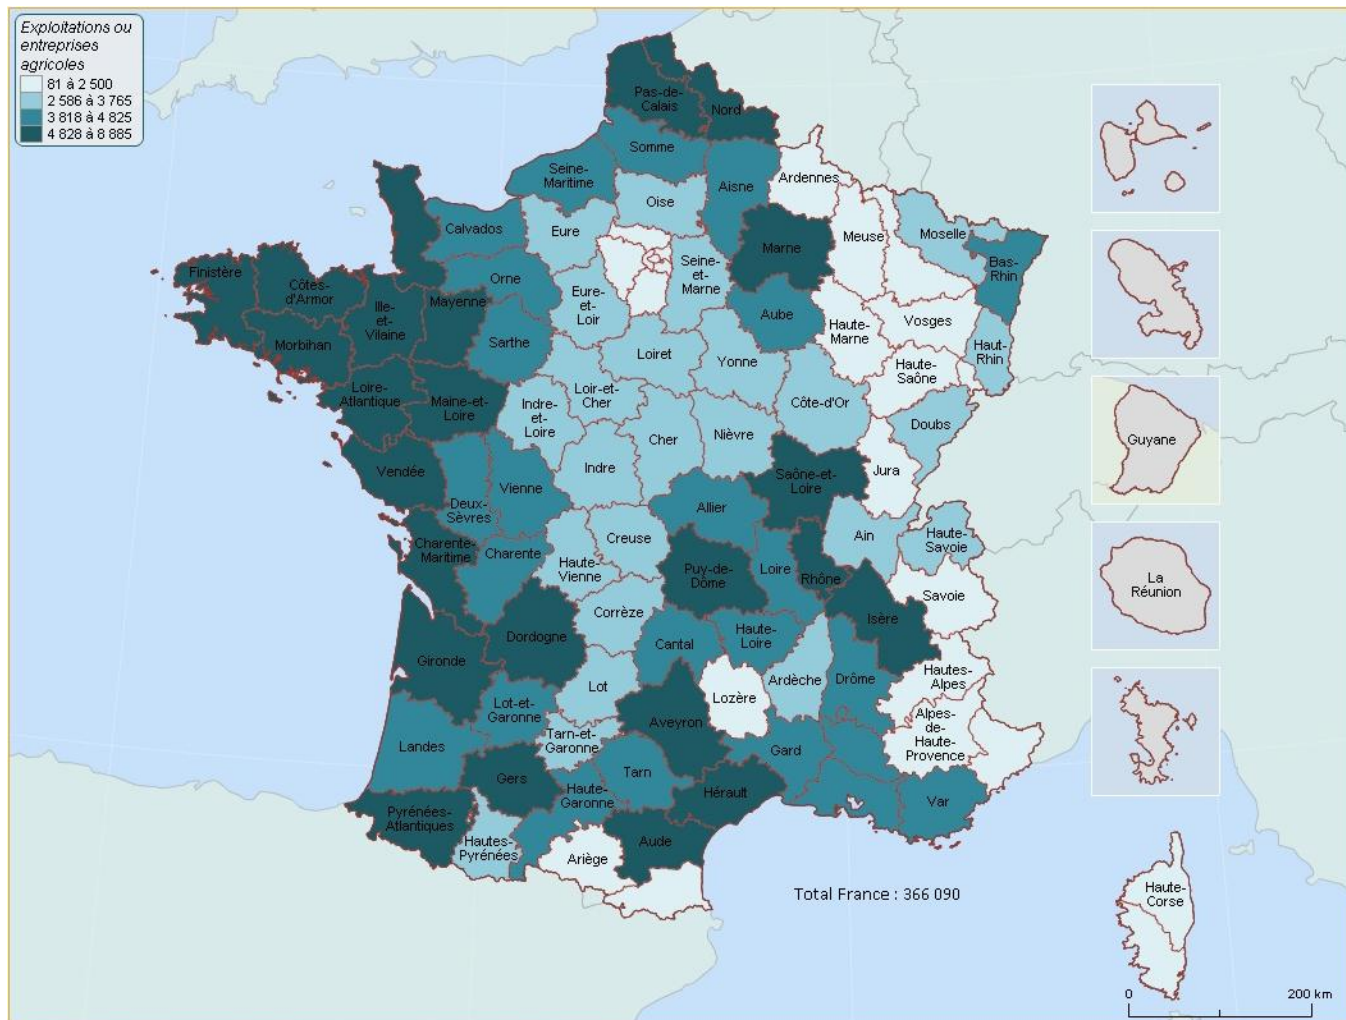 Exploitations ou
entreprises
agricoles
81 à 2 500
2 586 à 3 765
3 818 à 4 825
4 828 à 8 885
Pas-de-
Calais
Nord
Somme
Seine-
Maritime
Aisne
Ardennes
Oise
Calvados
Eure
Marne
Meuse
Moselle
Bas-
Rhin
Finistère
Côtes-
d'Armor
Ille-
et-
Vilaine
Mayenne
Orne
Eure-
et-
Loir
Seine-
et-
Marne
Aube
Haute-
Marne
Vosges
Haut-
Rhin
Morbihan
Sarthe
Loiret
Yonne
Haute-
Saône
Loire-
Atlantique
Maine-et-
Loire
Indre-
et-
Loire
Loir-et-
Cher
Cher
Nièvre
Côte-d'Or
Doubs
Vendée
Deux-
Sèvres
Vienne
Indre
Allier
Saône-et-
Loire
Jura
Charente-
Maritime
Charente
Haute-
Vienne
Creuse
Puy-de-
Dôme
Loire
Rhône
Ain
Haute-
Savoie
Savoie
Isère
Gironde
Dordogne
Corrèze
Cantal
Haute-
Loire
Ardèche
Drôme
Hautes-
Alpes
Lot-et-
Garonne
Lot
Lozère
Aveyron
Alpes-
de-
Haute-
Provence
Landes
Tarn-et-
Garonne
Gers
Haute-
Garonne
Tarn
Gard
Hérault
Var
Pyrénées-
Atlantiques
Hautes-
Pyrénées
Ariège
Aude
Total France : 366 090
Guyane
La
Réunion
Haute-
Corse
0 200 km